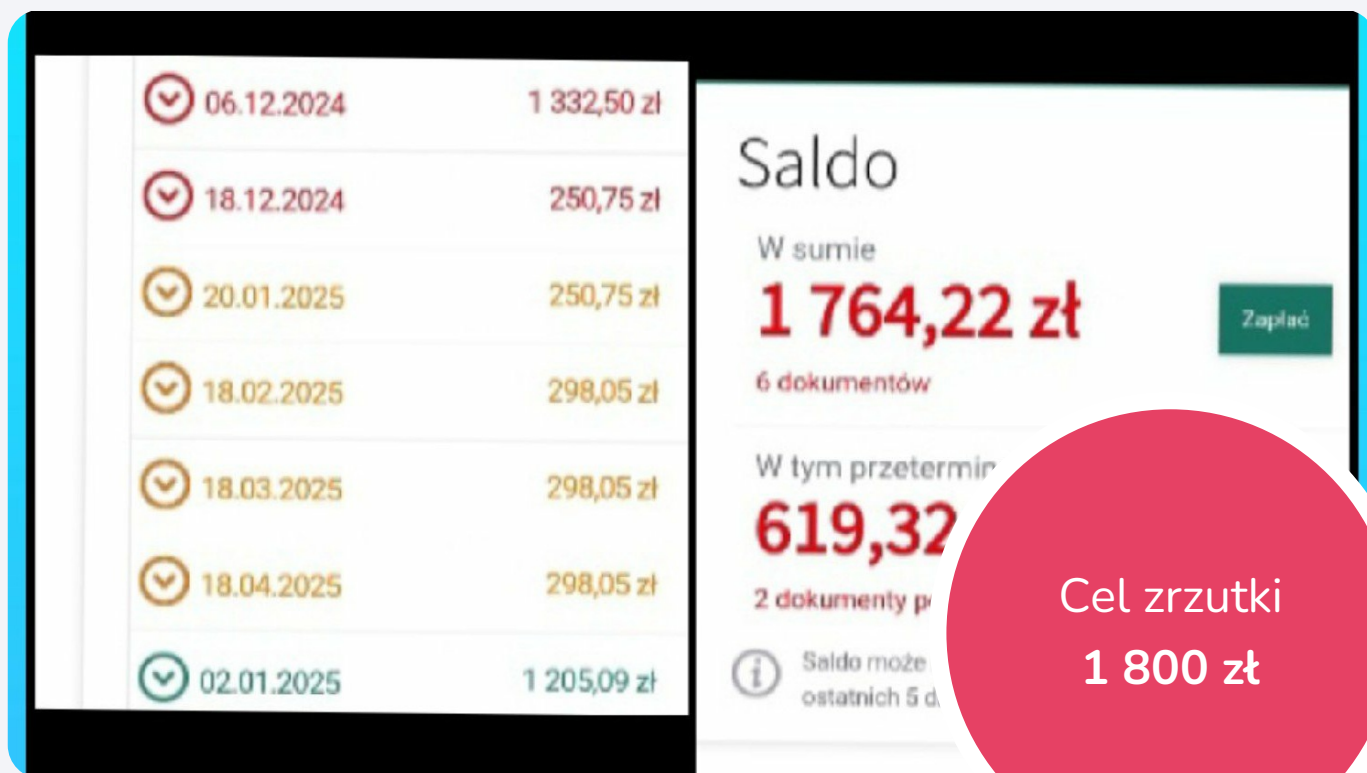 06.12.2024 1 332,50 zł
18.12.2024 250,75 zł
20.01.2025 250,75 zł
18.02.2025 298,05 zł
18.03.2025 298,05 zł
18.04.2025 298,05 zł
02.01.2025 1 205,09 zł
Saldo
W sumie
1 764,22 zł
Zapłać
6 dokumentów
W tym przetermin
619,32
2 dokumenty p
Saldo może
ostatnich 5 d
Cel zrzutki
1 800 zł